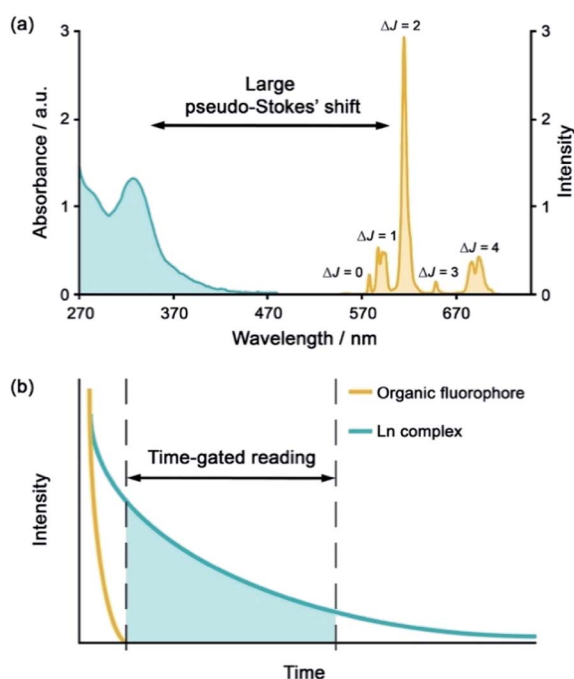 (a)
3
2
1
0
Absorbance / a.u.
270
370
470
570
670
Wavelength / nm
3
2
1
0
Intensity
Large
pseudo-Stokes' shift
ΔJ = 0
ΔJ = 1
ΔJ = 2
ΔJ = 3
ΔJ = 4
(b)
Organic fluorophore
Ln complex
Time-gated reading
Intensity
Time